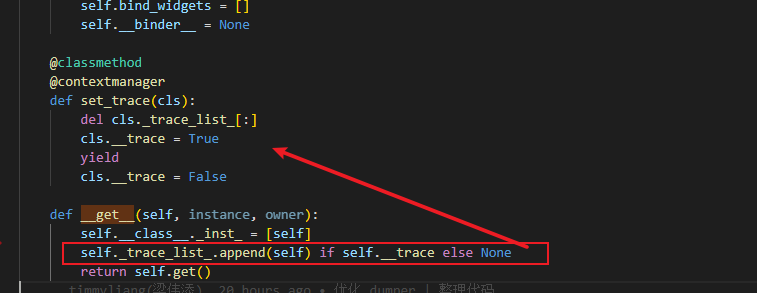 self.bind_widgets = []
self.__binder__ = None
@classmethod
@contextmanager
def set_trace(cls):
del cls._trace_list_[:]
cls.__trace = True
yield
cls.__trace = False
def __get__(self, instance, owner):
self.__class__._inst_ = [self]
self._trace_list_.append(self) if self.__trace else None
return self.get()
timmyliang(梁伟添), 20 hours ago • 优化 dumper | 整理代码